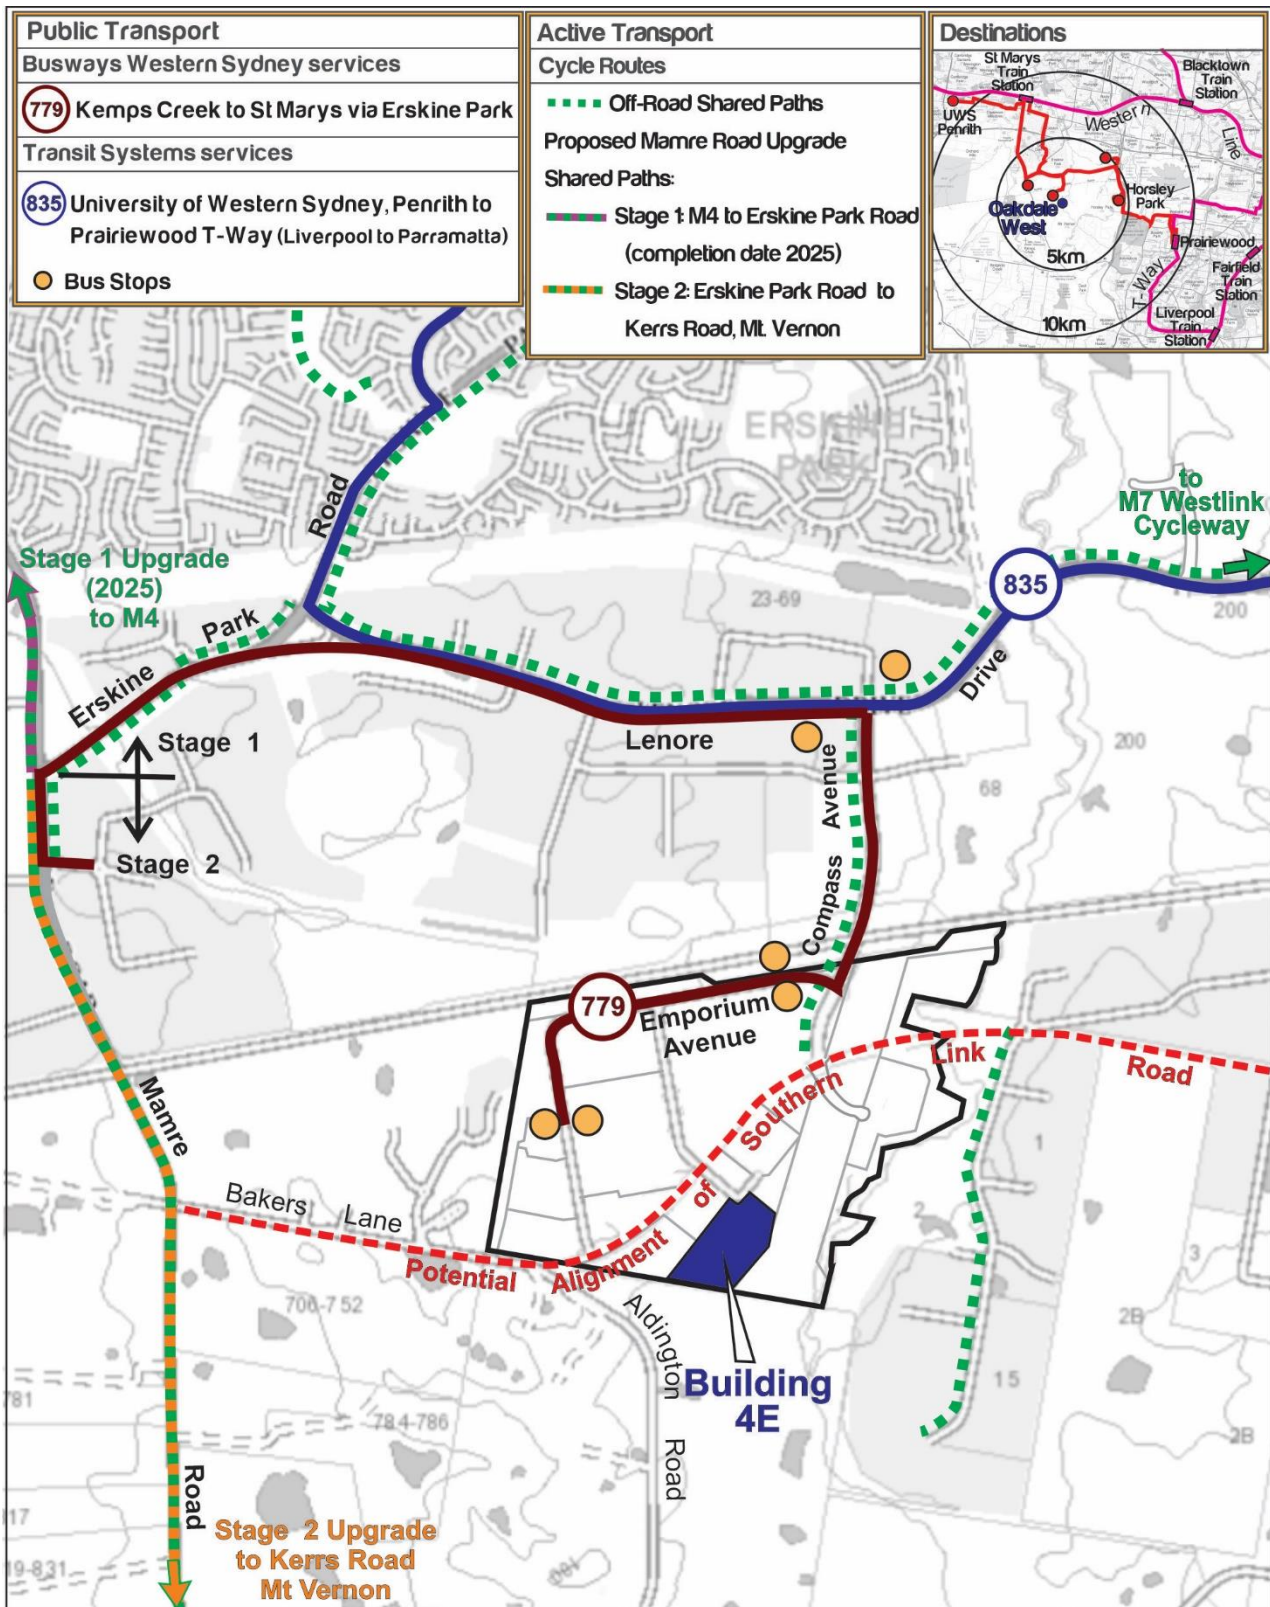 Public Transport
Busways Western Sydney services
779 Kemps Creek to St Marys via Erskine Park
Transit Systems services
835 University of Western Sydney, Penrith to
Prairiewood T-Way (Liverpool to Parramatta)
Bus Stops
Active Transport
Cycle Routes
Off-Road Shared Paths
Proposed Mamre Road Upgrade
Shared Paths:
Stage 1: M4 to Erskine Park Road
(completion date 2025)
Stage 2: Erskine Park Road to
Kerrs Road, Mt. Vernon
Destinations
St Marys
Train
Station
Blacktown
Train
Station
UWS
Penrith
Western
Line
Horsley
Park
Oakdale
West
5km
Prairiewood
T-Way
Fairfield
Train
Station
Liverpool
Train
Station
10km
ERSKINE
PARK
Road
to
M7 Westlink
Cycleway
Stage 1 Upgrade
(2025)
to M4
835
23-69
200
Park
Erskine
Drive
Stage 1
Lenore
200
Avenue
68
Stage 2
Compass
779
Emporium
Avenue
Link
Road
Southern
Mamre
1
Bakers Lane
of
2
3
Potential
Alignment
706-752
Aldington
2B
Building
4E
15
781
784-786
2B
Road
Road
17
Stage 2 Upgrade
to Kerrs Road
Mt Vernon
19-831